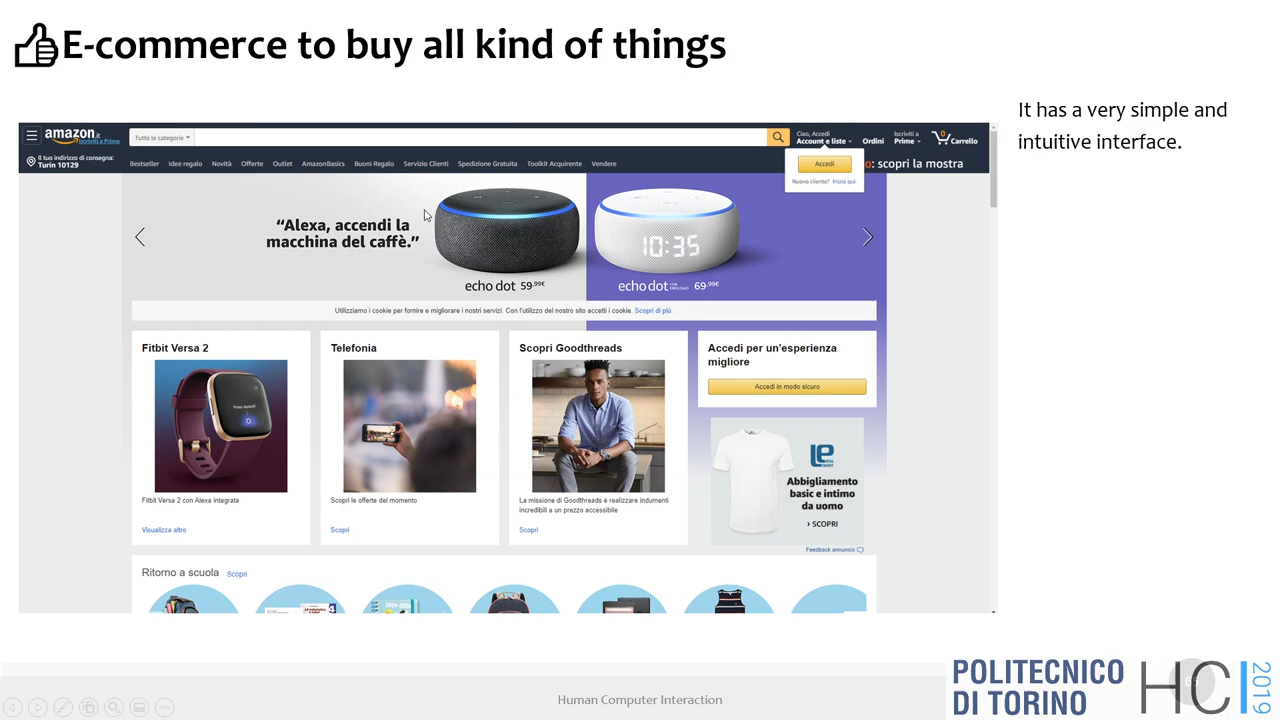 E-commerce to buy all kind of things
It has a very simple and
intuitive interface.
amazon.it
Iscriviti a Prime
Tutte le categorie
Ciao, Accedi
Account e liste
Ordini
Iscriviti a
Prime
0
Carrello
Il tuo indirizzo di consegna:
Turin 10129
Bestseller Idee regalo Novità Offerte Outlet AmazonBasics Buoni Regalo Servizio Clienti Spedizione Gratuita Toolkit Acquirente Vendere
o: scopri la mostra
Accedi
Nuovo cliente? Inizia qui.
“Alexa, accendi la
macchina del caffè.”
10:35
echo dot 59,99€
echo dot CON OROLOGIO 69,99€
Utilizziamo i cookie per fornire e migliorare i nostri servizi. Con l'utilizzo del nostro sito accetti i cookie. Scopri di più.
Fitbit Versa 2
Fitbit Versa 2 con Alexa integrata
Visualizza altro
Telefonia
Scopri le offerte del momento
Scopri
Scopri Goodthreads
La missione di Goodthreads è realizzare indumenti
incredibili a un prezzo accessibile
Scopri
Accedi per un'esperienza
migliore
Accedi in modo sicuro
Abbigliamento
basic e intimo
da uomo
› SCOPRI
Feedback annuncio
Ritorno a scuola Scopri
Human Computer Interaction
POLITECNICO
DI TORINO
HCI
2019